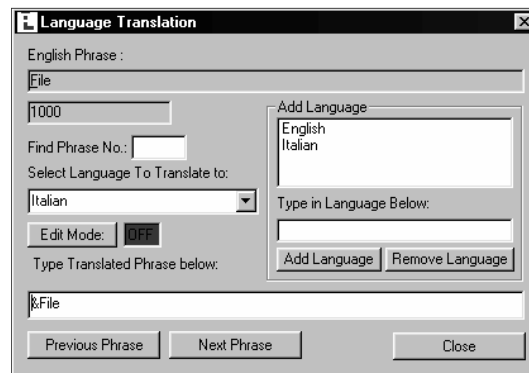 Language Translation
English Phrase :
File
1000
Find Phrase No.:
Select Language To Translate to:
Italian
Edit Mode: OFF
Type Translated Phrase below:
Add Language
English
Italian
Type in Language Below:
Add Language Remove Language
&File
Previous Phrase Next Phrase Close